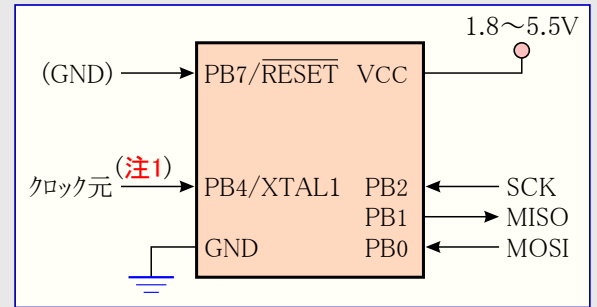 1.8～5.5V
(GND) PB7/RESET VCC
(注1)
クロック元 PB4/XTAL1 PB2 SCK
PB1 MISO
GND PB0 MOSI